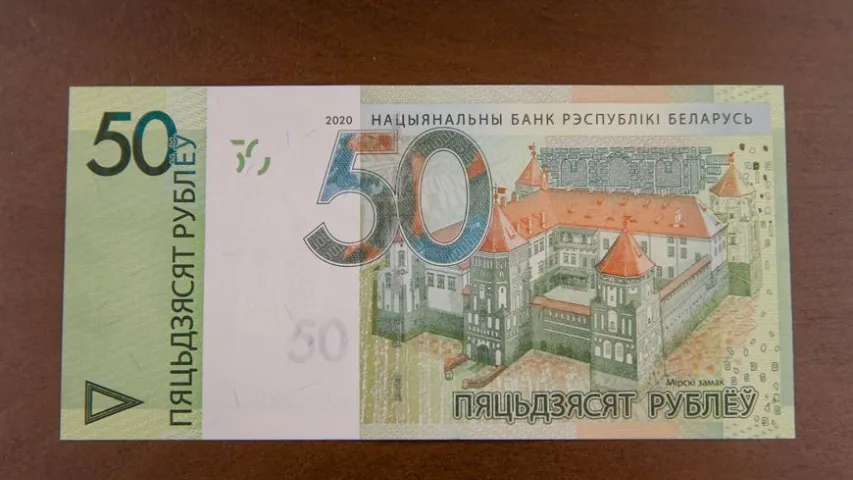 50
ПЯЦЬДЗЯСЯТ РУБЛЁЎ
2020 НАЦЫЯНАЛЬНЫ БАНК РЭСПУБЛІКІ БЕЛАРУСЬ
50
50
Мірскі замак
ПЯЦЬДЗЯСЯТ РУБЛЁЎ